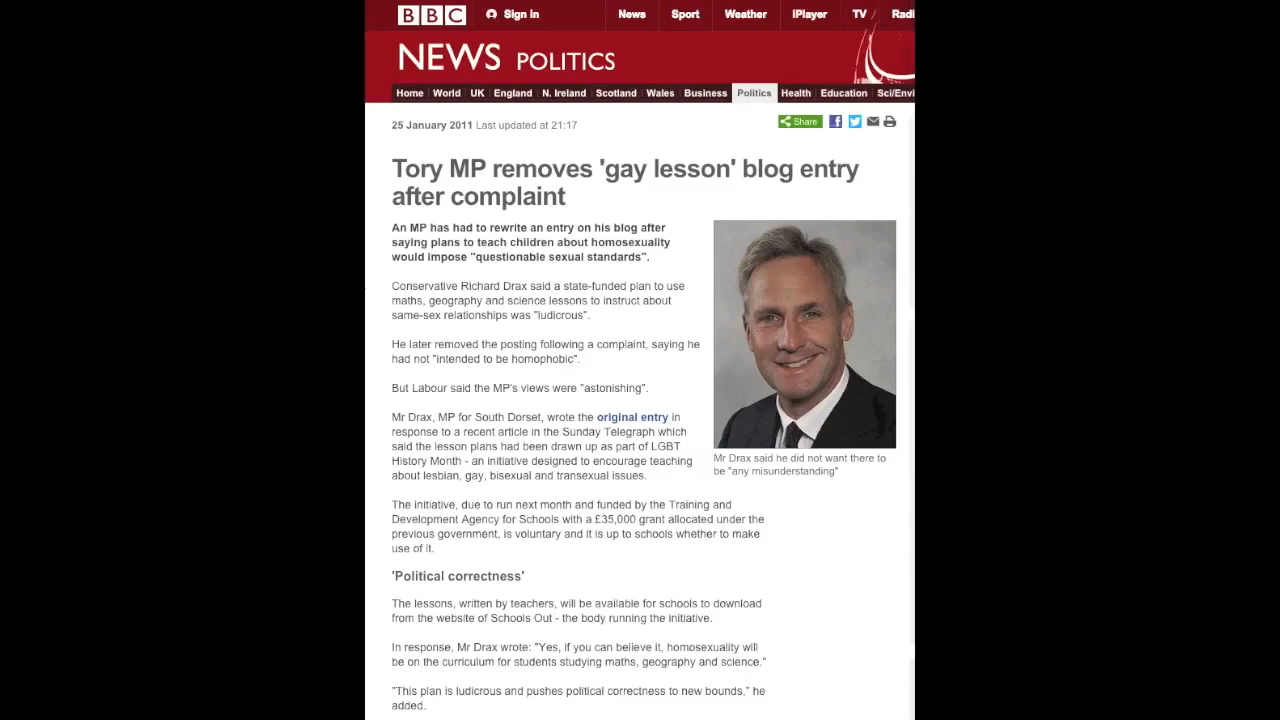 BBC Sign in News Sport Weather iPlayer TV Radi
NEWS POLITICS
Home World UK England N. Ireland Scotland Wales Business Politics Health Education Sci/Envi
25 January 2011 Last updated at 21:17
Share
Tory MP removes 'gay lesson' blog entry
after complaint
An MP has had to rewrite an entry on his blog after
saying plans to teach children about homosexuality
would impose "questionable sexual standards".
Conservative Richard Drax said a state-funded plan to use
maths, geography and science lessons to instruct about
same-sex relationships was "ludicrous".
He later removed the posting following a complaint, saying he
had not "intended to be homophobic".
But Labour said the MP's views were "astonishing".
Mr Drax, MP for South Dorset, wrote the original entry in
response to a recent article in the Sunday Telegraph which
said the lesson plans had been drawn up as part of LGBT
History Month - an initiative designed to encourage teaching
about lesbian, gay, bisexual and transexual issues.
Mr Drax said he did not want there to
be "any misunderstanding"
The initiative, due to run next month and funded by the Training and
Development Agency for Schools with a £35,000 grant allocated under the
previous government, is voluntary and it is up to schools whether to make
use of it.
'Political correctness'
The lessons, written by teachers, will be available for schools to download
from the website of Schools Out - the body running the initiative.
In response, Mr Drax wrote: "Yes, if you can believe it, homosexuality will
be on the curriculum for students studying maths, geography and science."
"This plan is ludicrous and pushes political correctness to new bounds," he
added.